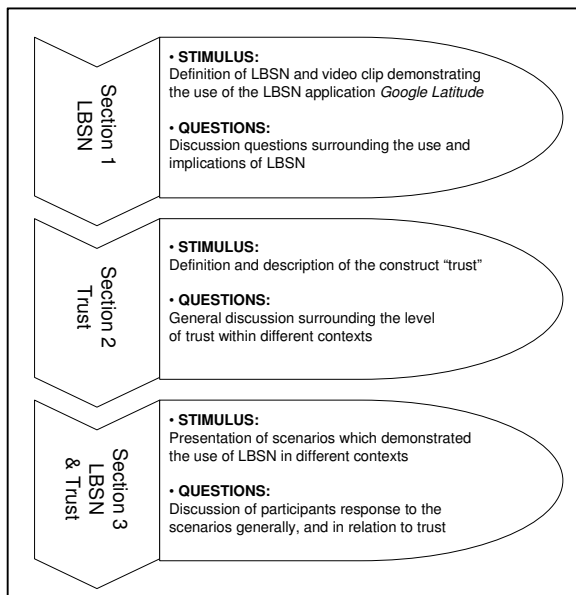 Section 1
LBSN
• STIMULUS:
Definition of LBSN and video clip demonstrating
the use of the LBSN application Google Latitude
• QUESTIONS:
Discussion questions surrounding the use and
implications of LBSN
Section 2
Trust
• STIMULUS:
Definition and description of the construct “trust”
• QUESTIONS:
General discussion surrounding the level
of trust within different contexts
Section 3
LBSN
& Trust
• STIMULUS:
Presentation of scenarios which demonstrated
the use of LBSN in different contexts
• QUESTIONS:
Discussion of participants response to the
scenarios generally, and in relation to trust